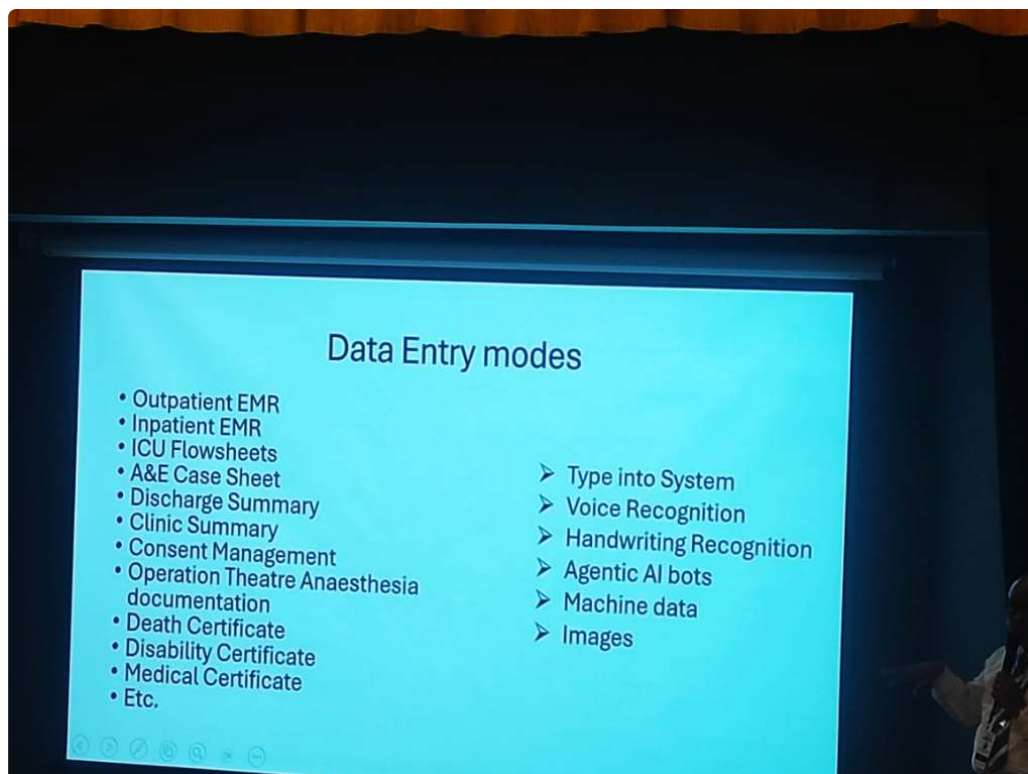 Data Entry modes
• Outpatient EMR
• Inpatient EMR
• ICU Flowsheets
• A&E Case Sheet
• Discharge Summary
• Clinic Summary
• Consent Management
• Operation Theatre Anaesthesia
documentation
• Death Certificate
• Disability Certificate
• Medical Certificate
• Etc.
➢ Type into System
➢ Voice Recognition
➢ Handwriting Recognition
➢ Agentic AI bots
➢ Machine data
➢ Images